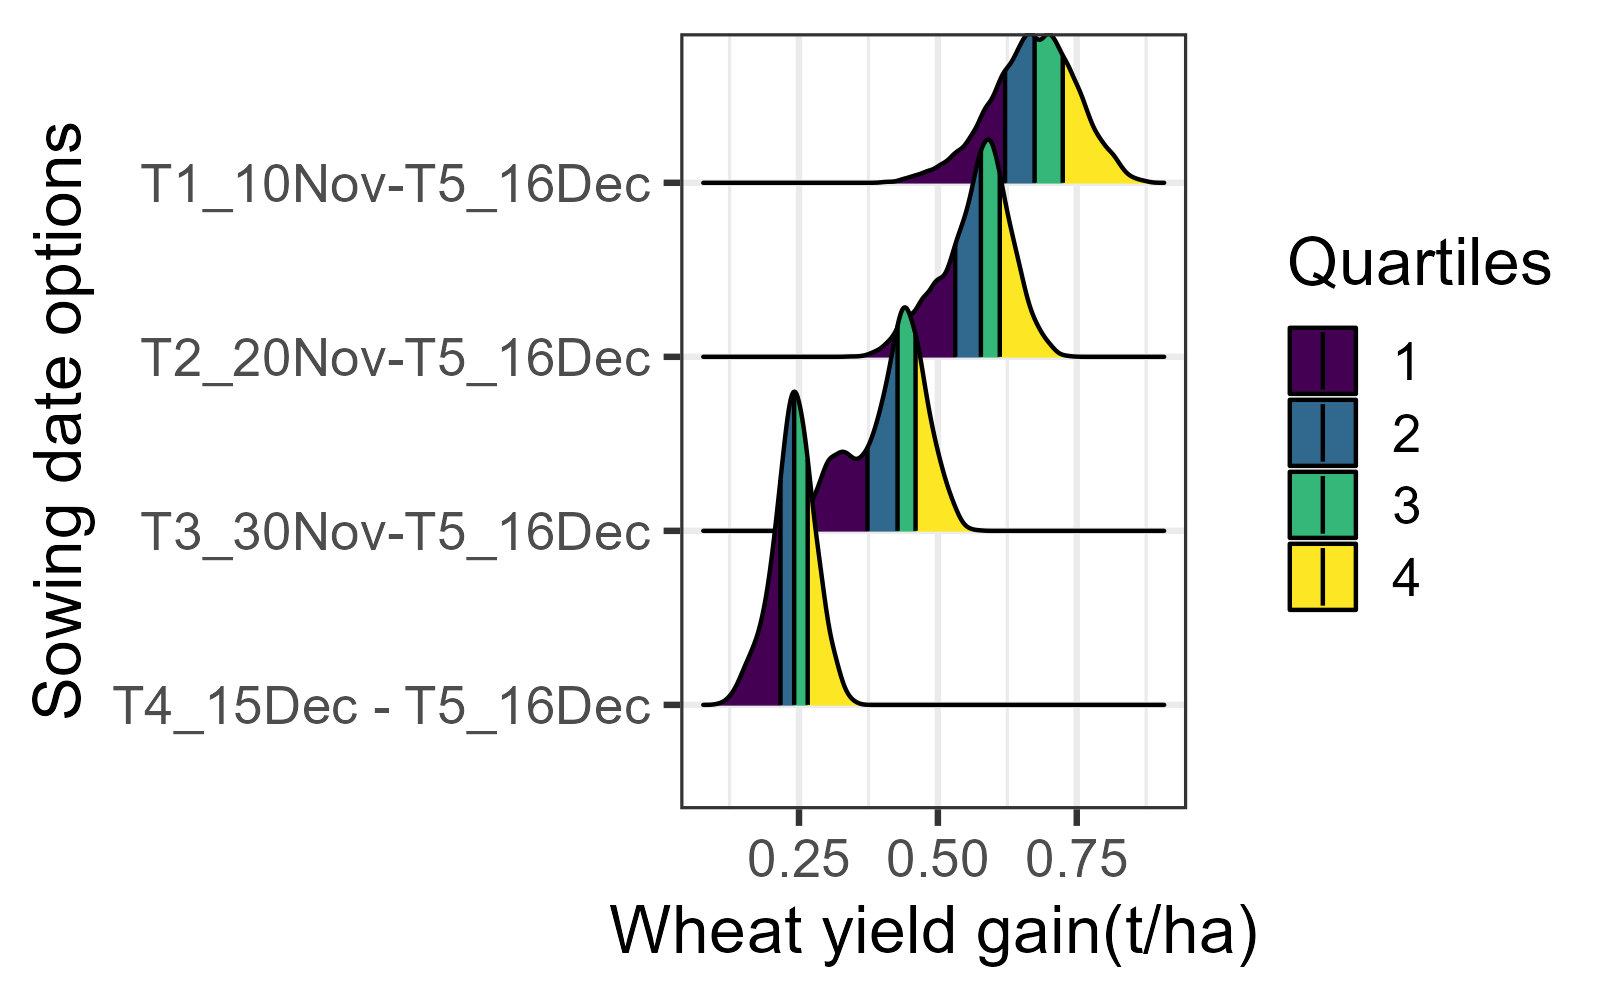 Sowing date options
T1_10Nov-T5_16Dec
T2_20Nov-T5_16Dec
T3_30Nov-T5_16Dec
T4_15Dec - T5_16Dec
0.25 0.50 0.75
Wheat yield gain(t/ha)
Quartiles
1
2
3
4